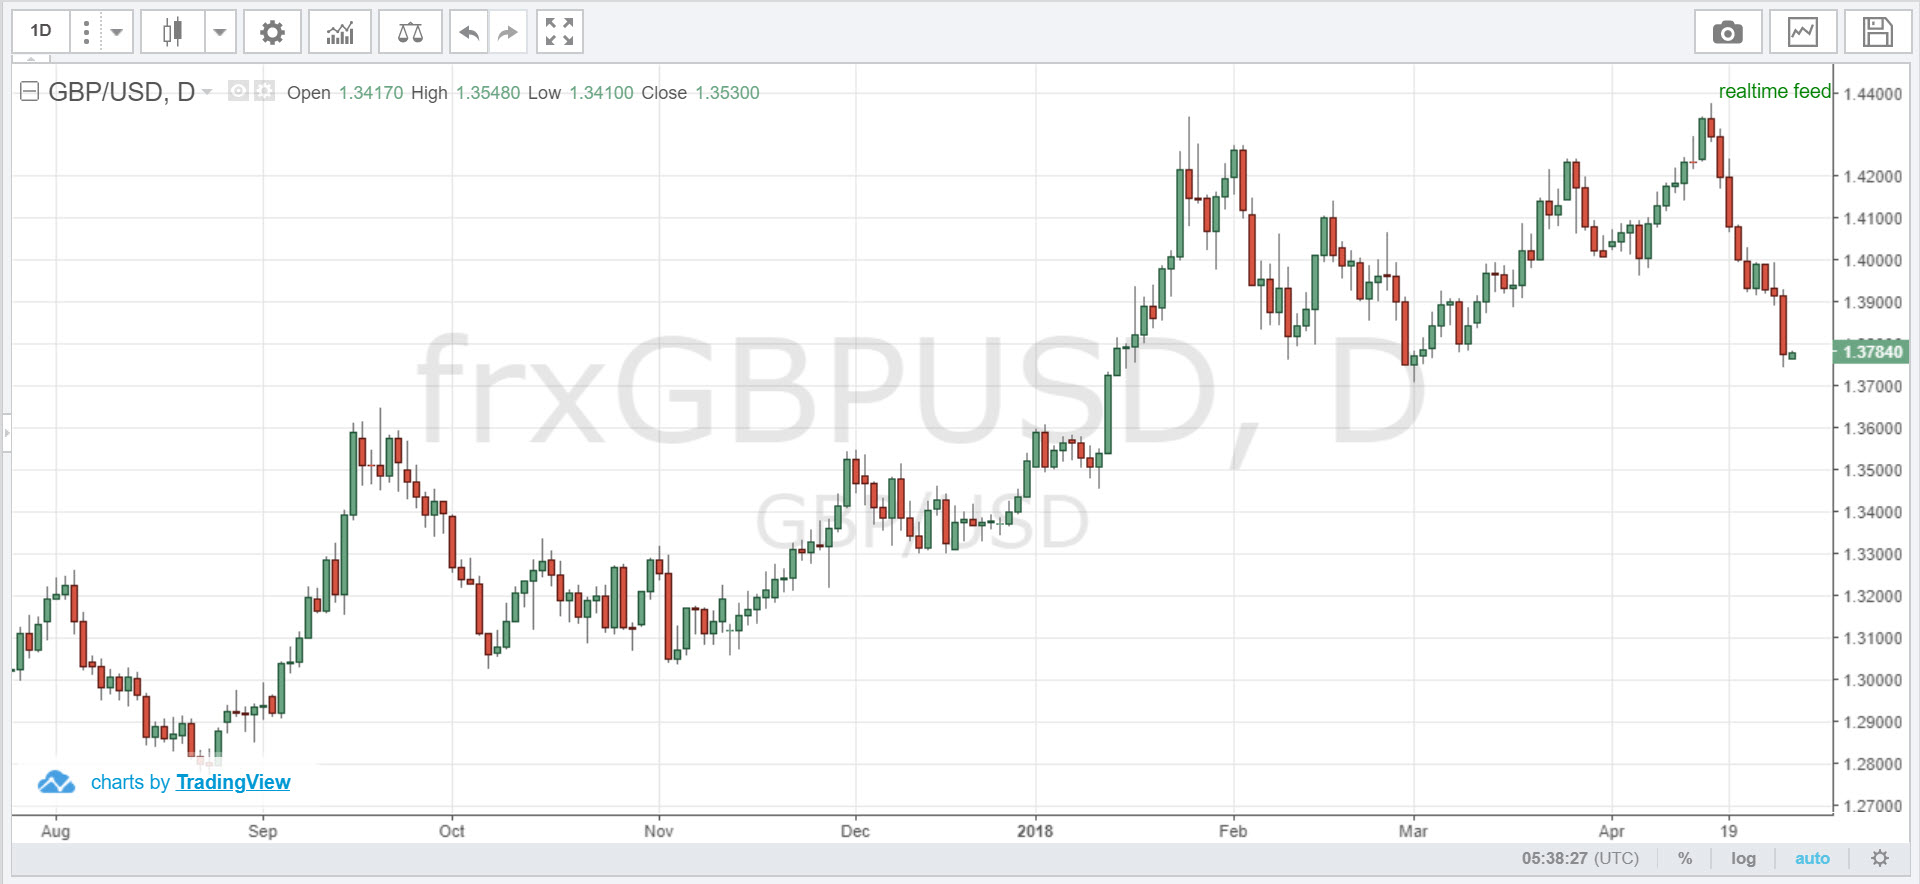 1D
GBP/USD, D Open 1.34170 High 1.35480 Low 1.34100 Close 1.35300
realtime feed
1.44000
1.42000
1.41000
1.40000
1.39000
1.37840
1.37000
1.36000
1.35000
1.34000
1.33000
1.32000
1.31000
1.30000
1.29000
1.28000
1.27000
frxGBPUSD, D
GBP/USD
charts by TradingView
Aug Sep Oct Nov Dec 2018 Feb Mar Apr 19
05:38:27 (UTC) % log auto